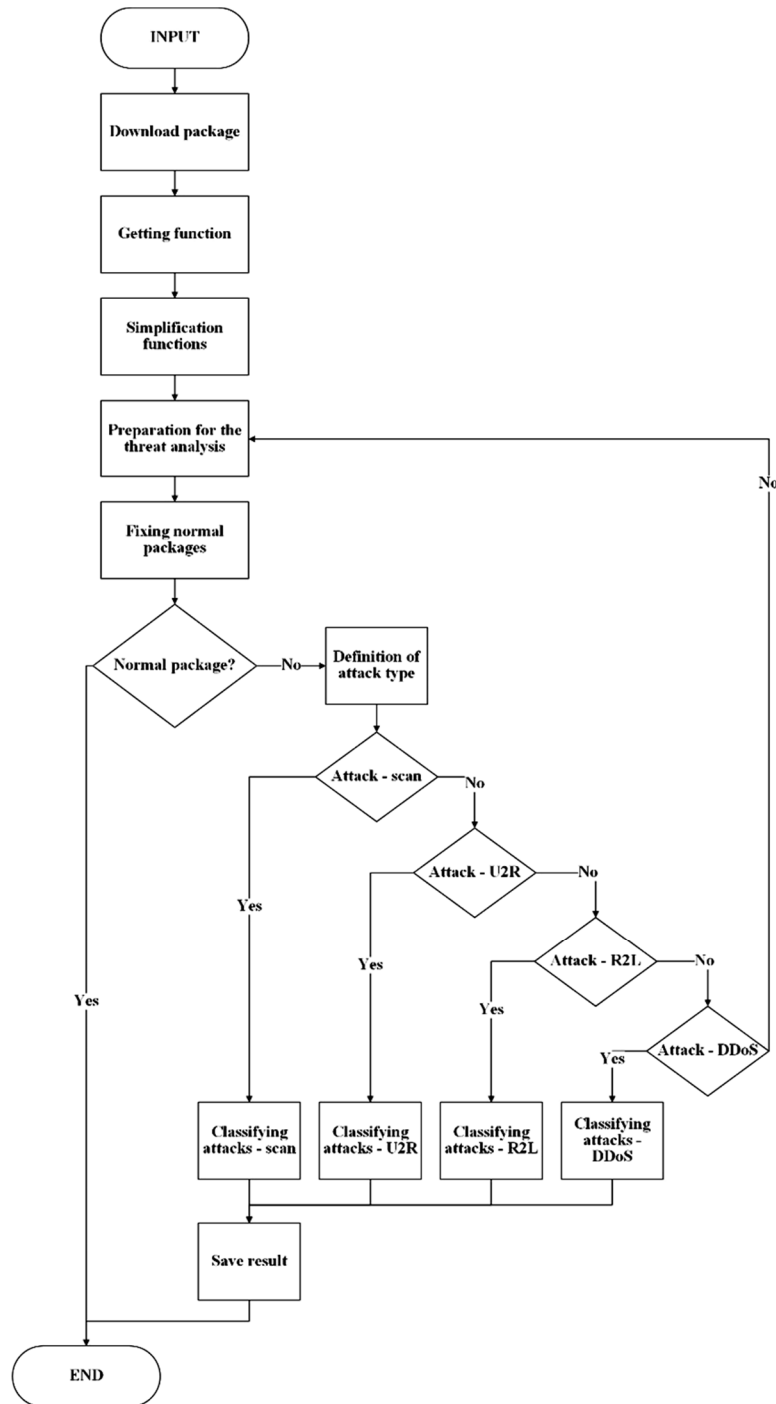 INPUT
Download package
Getting function
Simplification
functions
Preparation for the
threat analysis
No
Fixing normal
packages
Normal package?
No
Definition of
attack type
Attack - scan
No
Attack - U2R
No
Yes
Attack - R2L
No
Yes
Yes
Yes
Attack - DDoS
Yes
Classifying
attacks - scan
Classifying
attacks - U2R
Classifying
attacks - R2L
Classifying
attacks -
DDoS
Save result
END